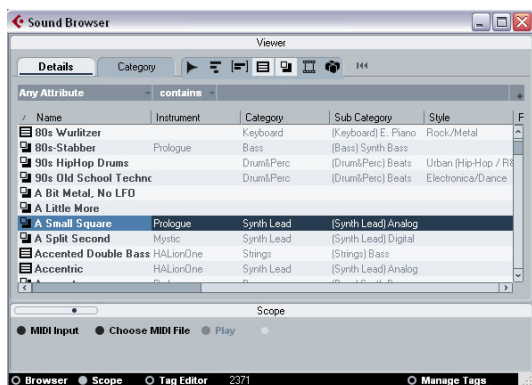 Sound Browser
Viewer
Details Category
Any Attribute contains
Name Instrument Category Sub Category Style F
80s Wurlitzer Keyboard (Keyboard) E. Piano Rock/Metal
80s-Stabber Prologue Bass (Bass) Synth Bass
90s HipHop Drums Drum&Perc (Drum&Perc) Beats Urban (Hip-Hop / R&
90s Old School Techno Drum&Perc (Drum&Perc) Beats Electronica/Dance
A Bit Metal, No LFO
A Little More
A Small Square Prologue Synth Lead (Synth Lead) Analog
A Split Second Mystic Synth Lead (Synth Lead) Digital
Accented Double Bass HALionOne Strings (Strings) Bass
Accentric HALionOne Synth Lead (Synth Lead) Analog
Scope
MIDI Input Choose MIDI File Play
Browser Scope Tag Editor 2371 Manage Tags